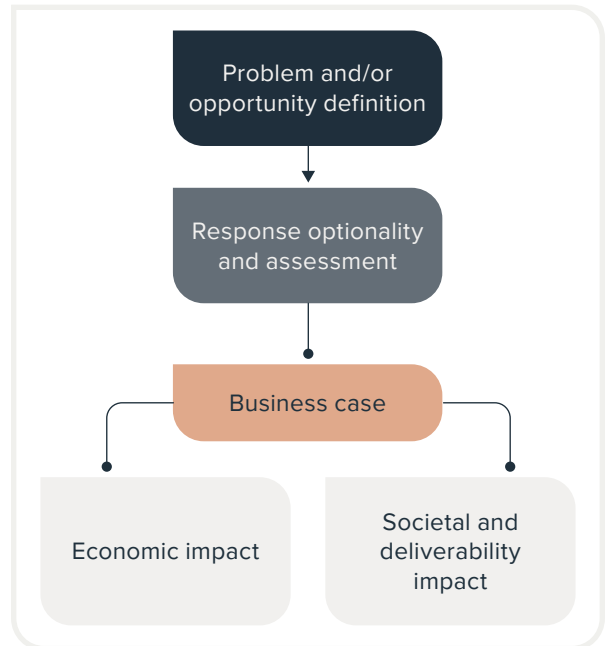 Problem and/or
opportunity definition
Response optionality
and assessment
Business case
Economic impact
Societal and
deliverability
impact